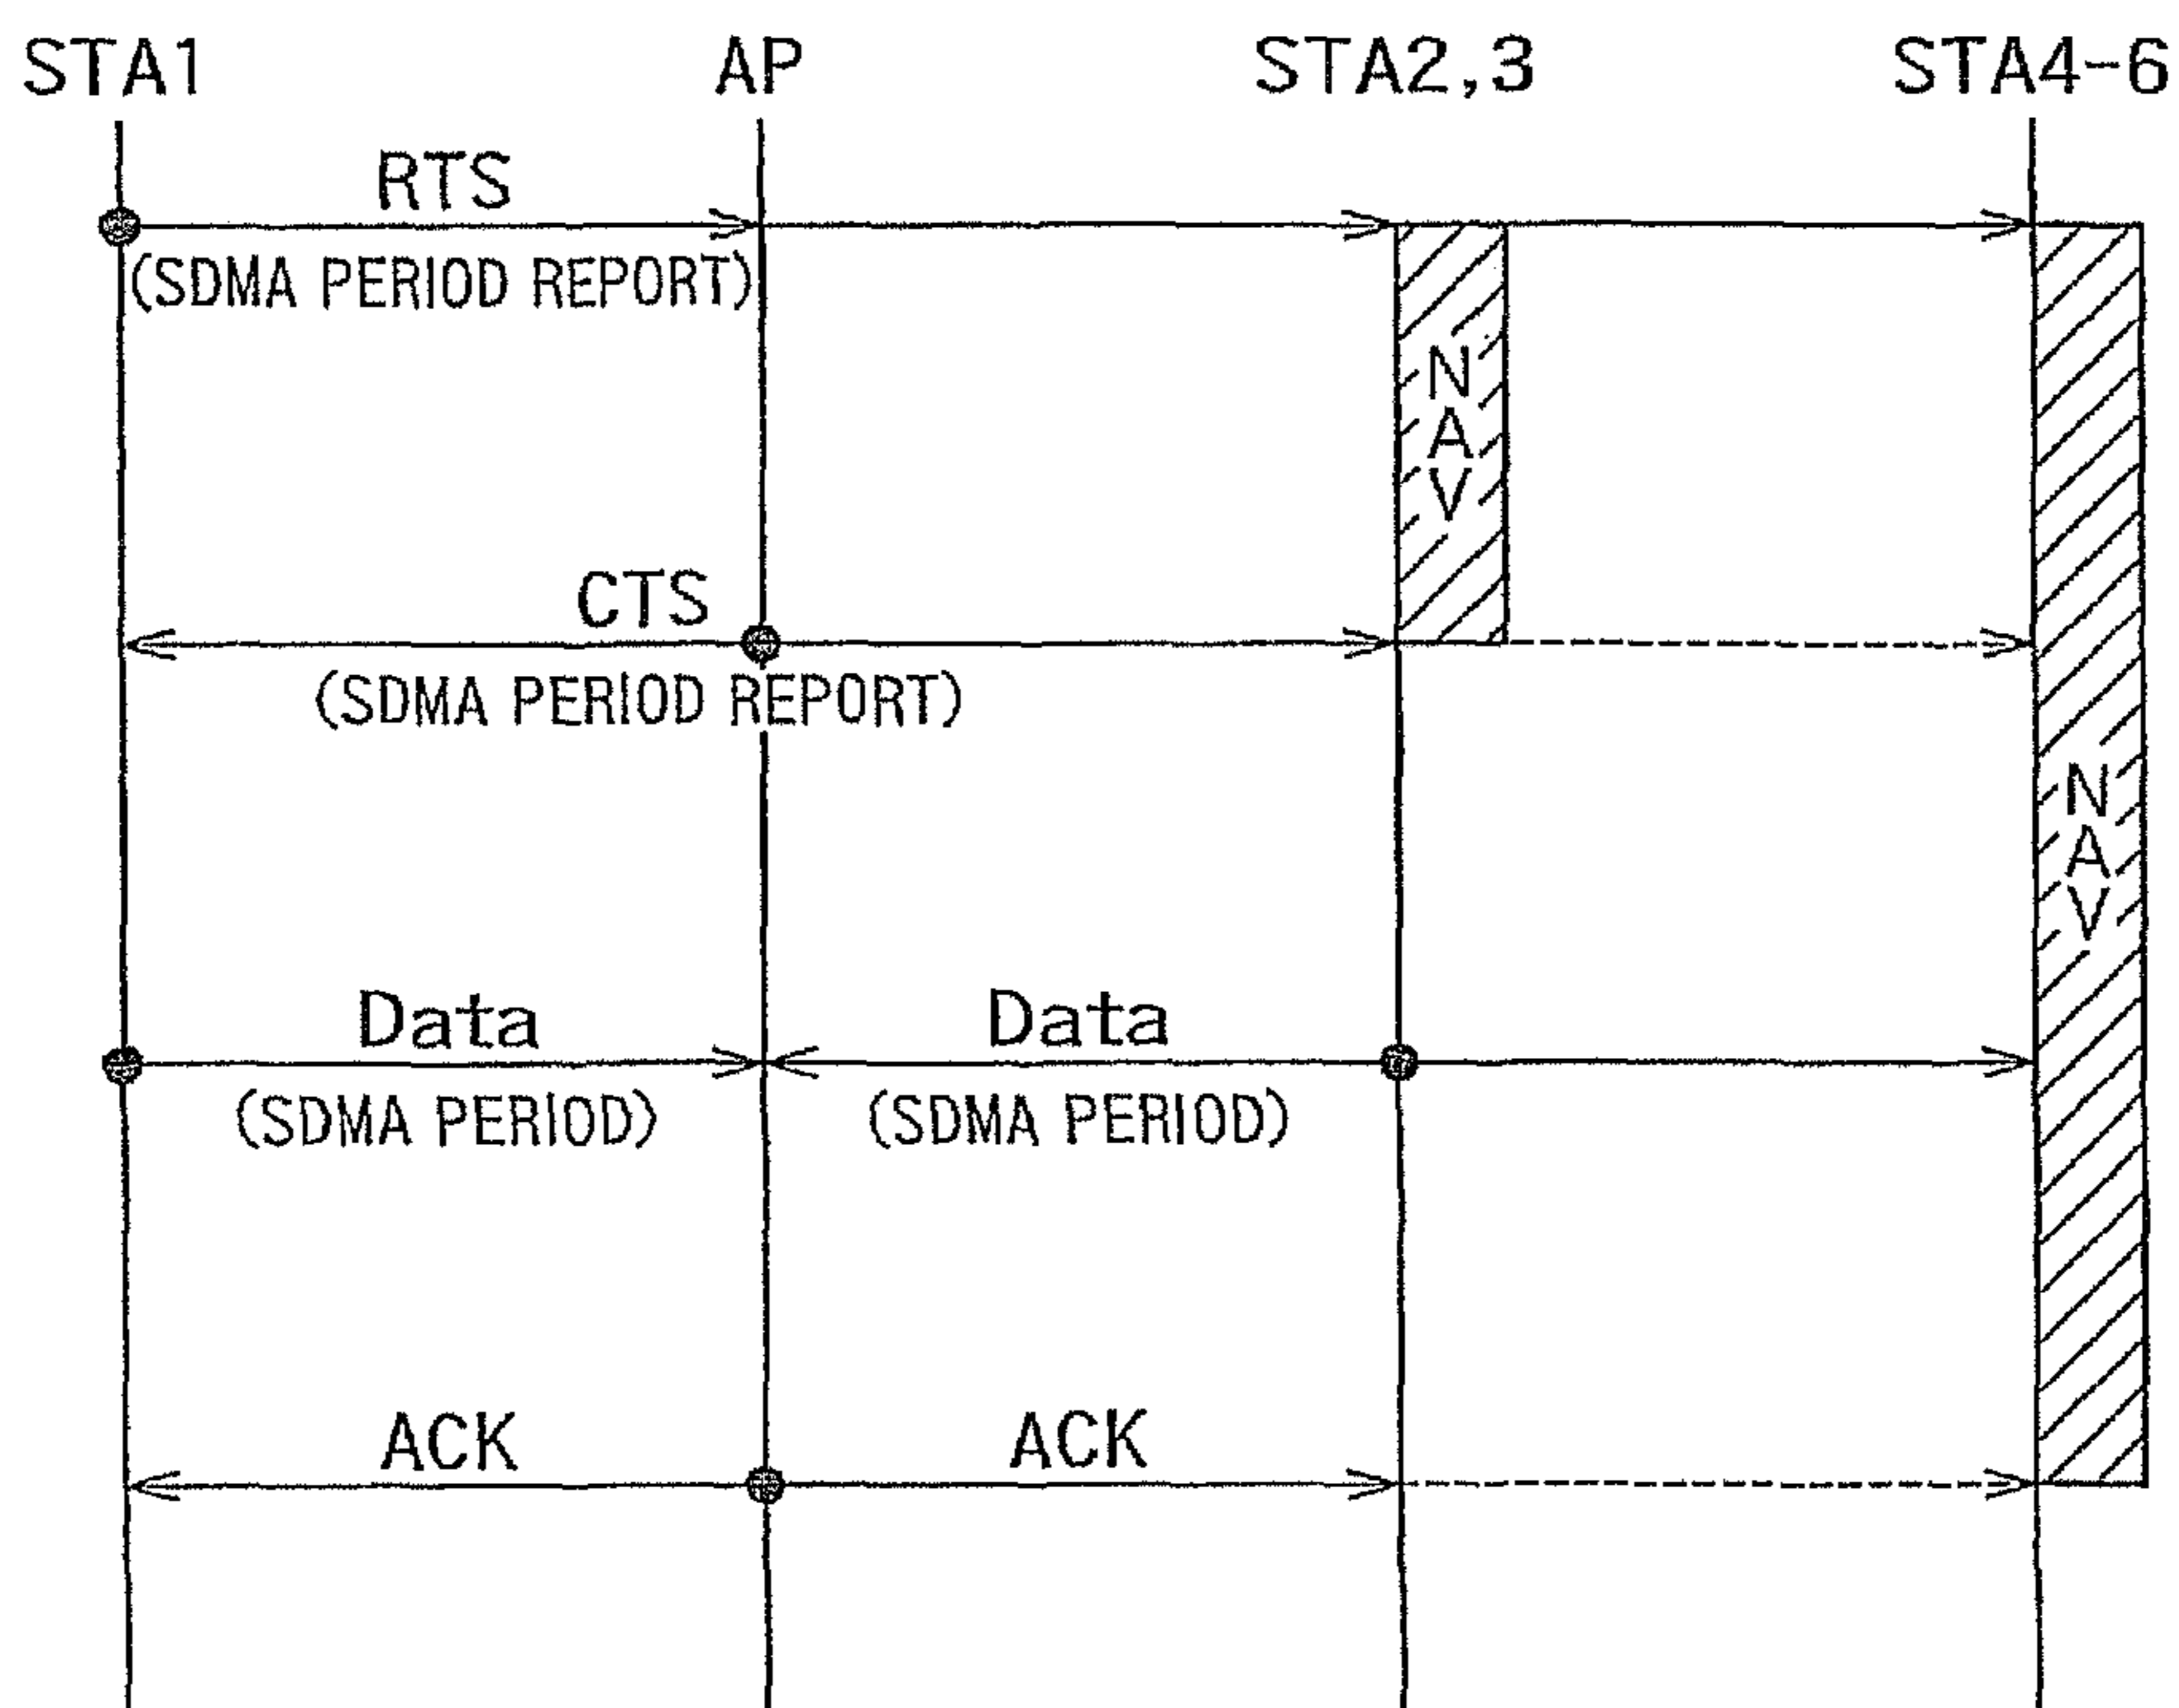 STA1
AP
STA2,3
STA4-6
RTS
(SDMA PERIOD REPORT)
NAV
CTS
(SDMA PERIOD REPORT)
NAV
Data
Data
(SDMA PERIOD)
(SDMA PERIOD)
ACK
ACK